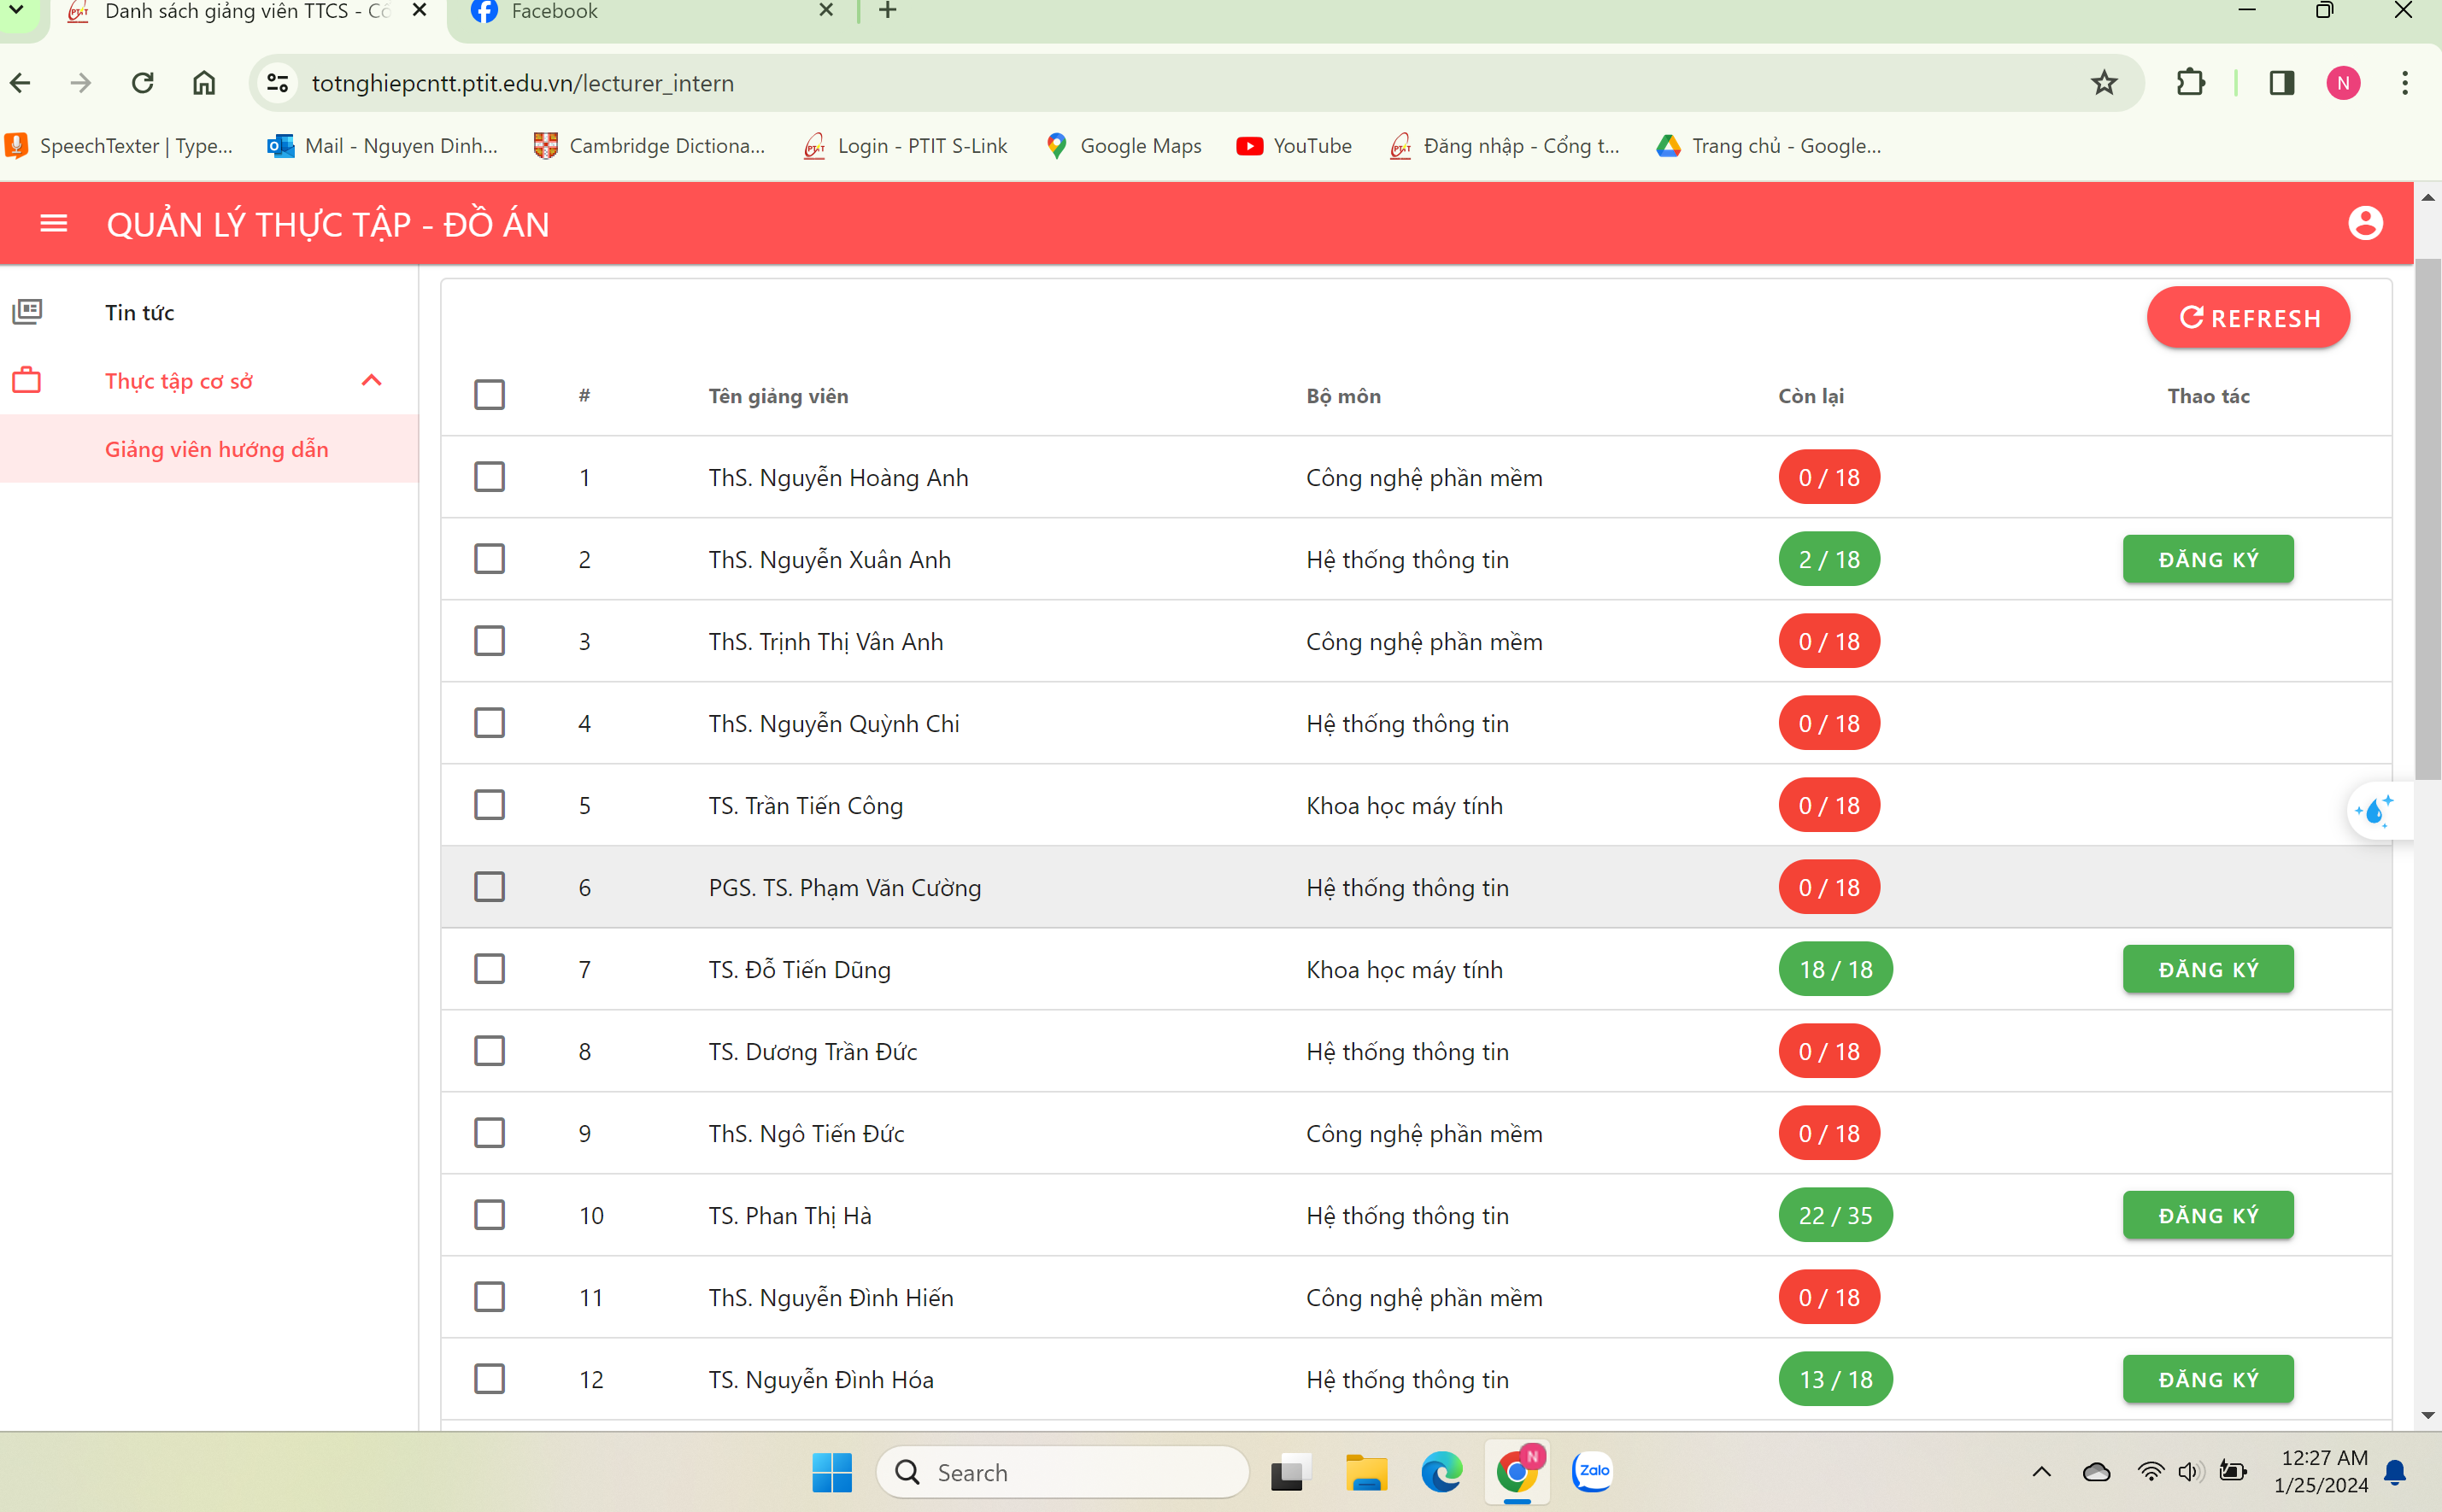 Danh sách giảng viên TTCS - Cổ
Facebook
totnghiepcntt.ptit.edu.vn/lecturer_intern
N
SpeechTexter | Type...
Mail - Nguyen Dinh...
Cambridge Dictiona...
Login - PTIT S-Link
Google Maps
YouTube
Đăng nhập - Cổng t...
Trang chủ - Google...
QUẢN LÝ THỰC TẬP - ĐỒ ÁN
Tin tức
Thực tập cơ sở
Giảng viên hướng dẫn
REFRESH
# Tên giảng viên Bộ môn Còn lại Thao tác
1 ThS. Nguyễn Hoàng Anh Công nghệ phần mềm 0 / 18
2 ThS. Nguyễn Xuân Anh Hệ thống thông tin 2 / 18 ĐĂNG KÝ
3 ThS. Trịnh Thị Vân Anh Công nghệ phần mềm 0 / 18
4 ThS. Nguyễn Quỳnh Chi Hệ thống thông tin 0 / 18
5 TS. Trần Tiến Công Khoa học máy tính 0 / 18
6 PGS. TS. Phạm Văn Cường Hệ thống thông tin 0 / 18
7 TS. Đỗ Tiến Dũng Khoa học máy tính 18 / 18 ĐĂNG KÝ
8 TS. Dương Trần Đức Hệ thống thông tin 0 / 18
9 ThS. Ngô Tiến Đức Công nghệ phần mềm 0 / 18
10 TS. Phan Thị Hà Hệ thống thông tin 22 / 35 ĐĂNG KÝ
11 ThS. Nguyễn Đình Hiến Công nghệ phần mềm 0 / 18
12 TS. Nguyễn Đình Hóa Hệ thống thông tin 13 / 18 ĐĂNG KÝ
Search
N
Zalo
12:27 AM
1/25/2024